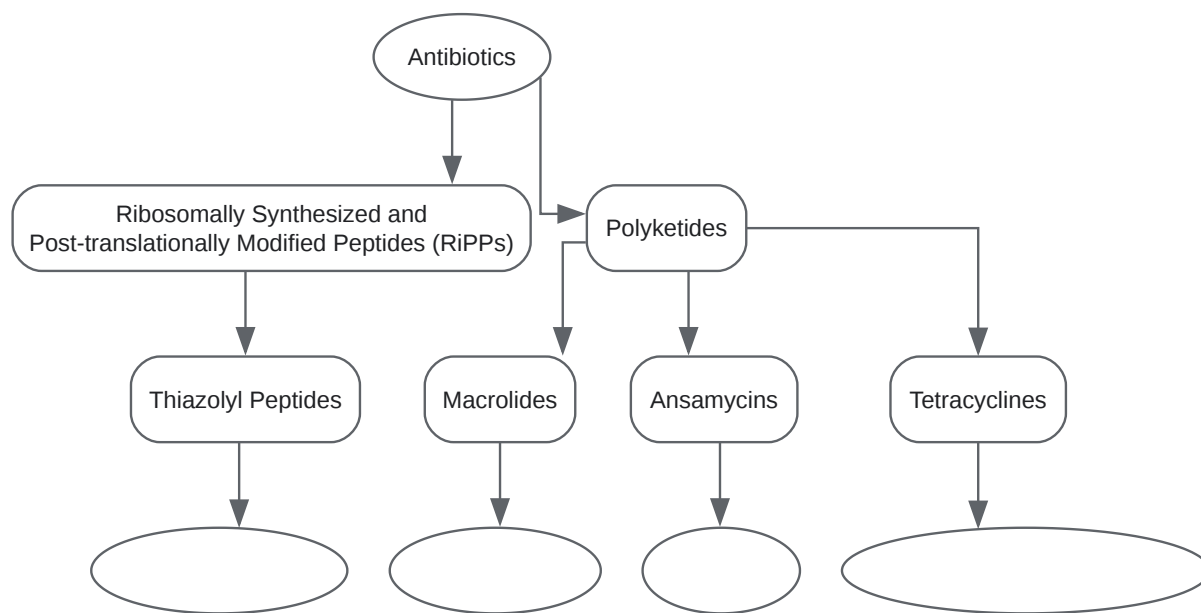 Antibiotics
Ribosomally Synthesized and
Post-translationally Modified Peptides (RiPPs)
Polyketides
Thiazolyl Peptides
Macrolides
Ansamycins
Tetracyclines